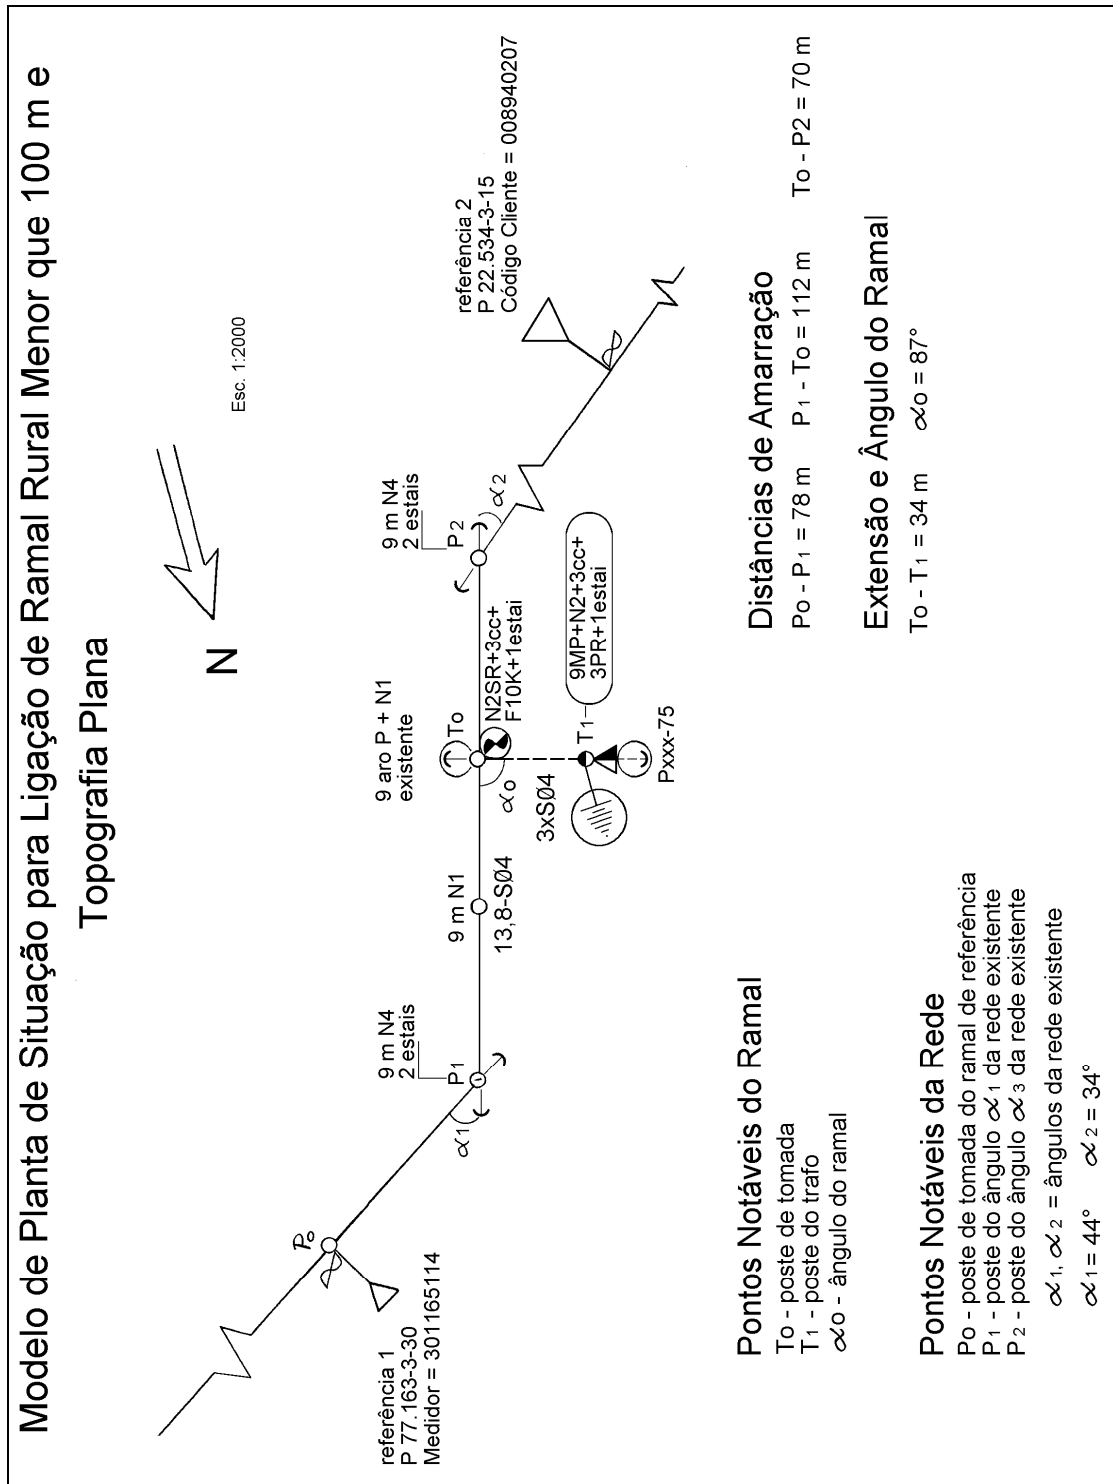 Modelo de Planta de Situação para Ligação de Ramal Rural Menor que 100 m e
Topografia Plana
N
Esc. 1:2000
referência 1
P 77.163-3-30
Medidor = 301165114
Po
α1
9 m N4
2 estais
P1
9 m N1
13,8-SØ4
9 aro P + N1
existente
To
αo
N2SR+3cc+
F10K+1estai
3xSØ4
T1
9MP+N2+3cc+
3PR+1estai
Pxxx-75
9 m N4
2 estais
P2
α2
referência 2
P 22.534-3-15
Código Cliente = 008940207
Pontos Notáveis do Ramal
To - poste de tomada
T1 - poste do trafo
αo - ângulo do ramal
Pontos Notáveis da Rede
Po - poste de tomada do ramal de referência
P1 - poste do ângulo α1 da rede existente
P2 - poste do ângulo α3 da rede existente
α1, α2 = ângulos da rede existente
α1 = 44° α2 = 34°
Distâncias de Amarração
Po - P1 = 78 m P1 - To = 112 m To - P2 = 70 m
Extensão e Ângulo do Ramal
To - T1 = 34 m αo = 87°